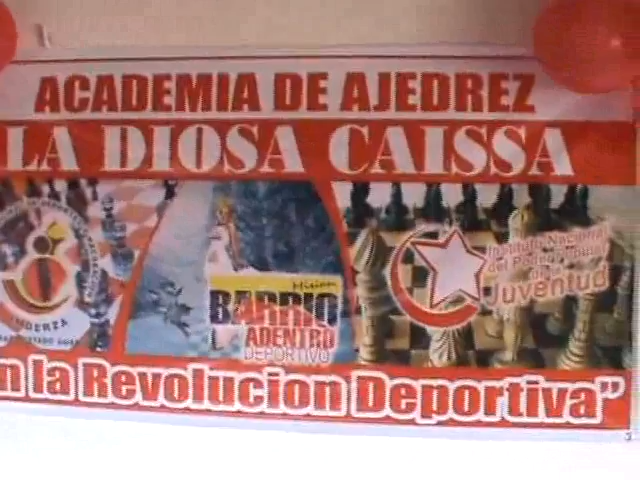 ACADEMIA DE AJEDREZ
LA DIOSA CAISSA
Misión
BARRIO
ADENTRO
DEPORTIVO
Instituto Nacional
del Poder Popular
de la
Juventud
n la Revolucion Deportiva"